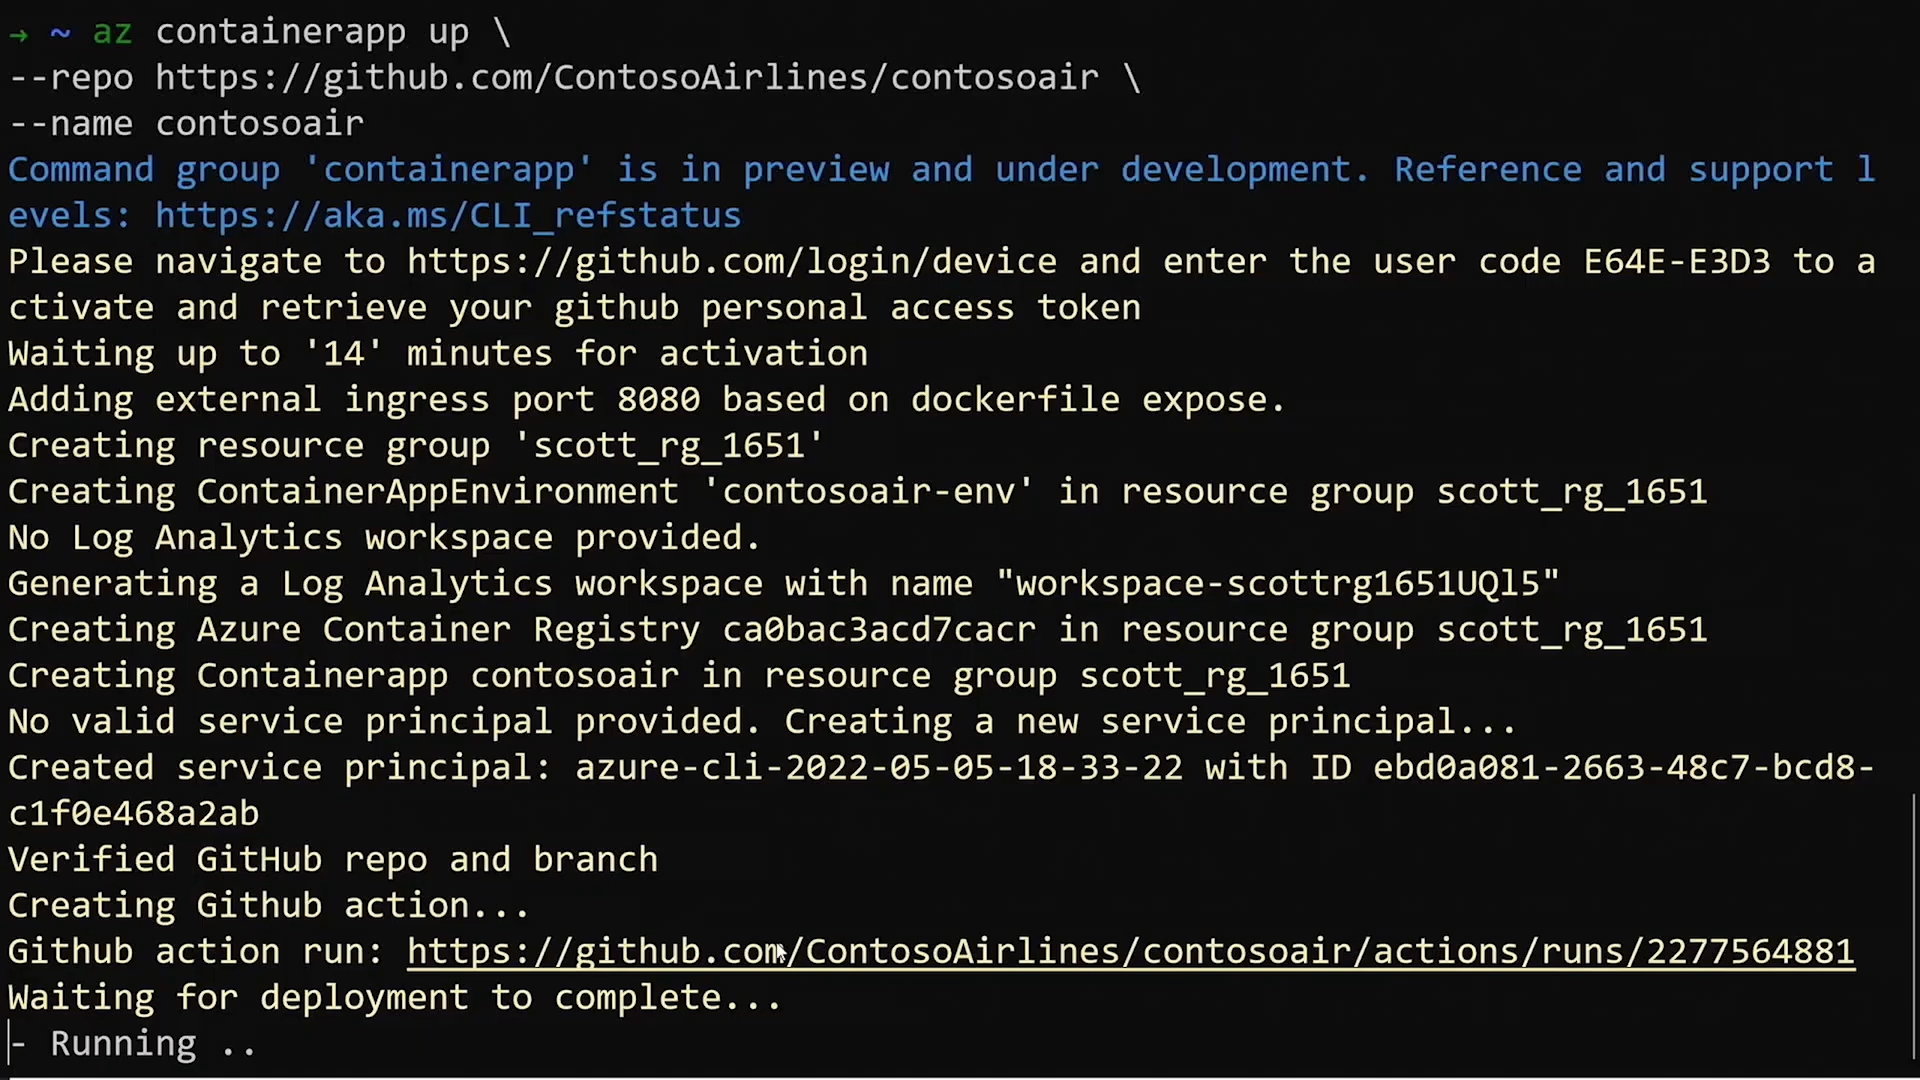 → ~ az containerapp up \
--repo https://github.com/ContosoAirlines/contosoair \
--name contosoair
Command group 'containerapp' is in preview and under development. Reference and support l
evels: https://aka.ms/CLI_refstatus
Please navigate to https://github.com/login/device and enter the user code E64E-E3D3 to a
ctivate and retrieve your github personal access token
Waiting up to '14' minutes for activation
Adding external ingress port 8080 based on dockerfile expose.
Creating resource group 'scott_rg_1651'
Creating ContainerAppEnvironment 'contosoair-env' in resource group scott_rg_1651
No Log Analytics workspace provided.
Generating a Log Analytics workspace with name "workspace-scottrg1651UQl5"
Creating Azure Container Registry ca0bac3acd7cacr in resource group scott_rg_1651
Creating Containerapp contosoair in resource group scott_rg_1651
No valid service principal provided. Creating a new service principal...
Created service principal: azure-cli-2022-05-05-18-33-22 with ID ebd0a081-2663-48c7-bcd8-
c1f0e468a2ab
Verified GitHub repo and branch
Creating Github action...
Github action run: https://github.com/ContosoAirlines/contosoair/actions/runs/2277564881
Waiting for deployment to complete...
- Running ..